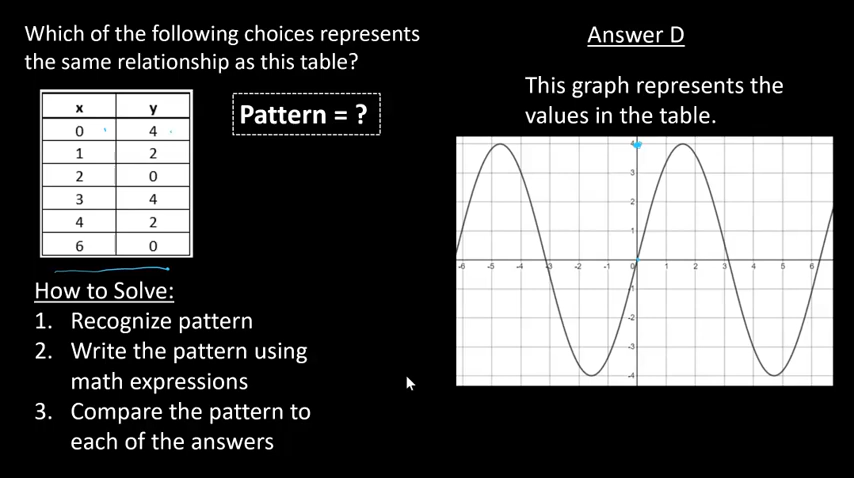 Which of the following choices represents
the same relationship as this table?
x y
0 4
1 2
2 0
3 4
4 2
6 0
Pattern = ?
How to Solve:
1. Recognize pattern
2. Write the pattern using
math expressions
3. Compare the pattern to
each of the answers
Answer D
This graph represents the
values in the table.
4
3
2
1
-6 -5 -4 -3 -2 -1 0 1 2 3 4 5 6
-1
-2
-3
-4